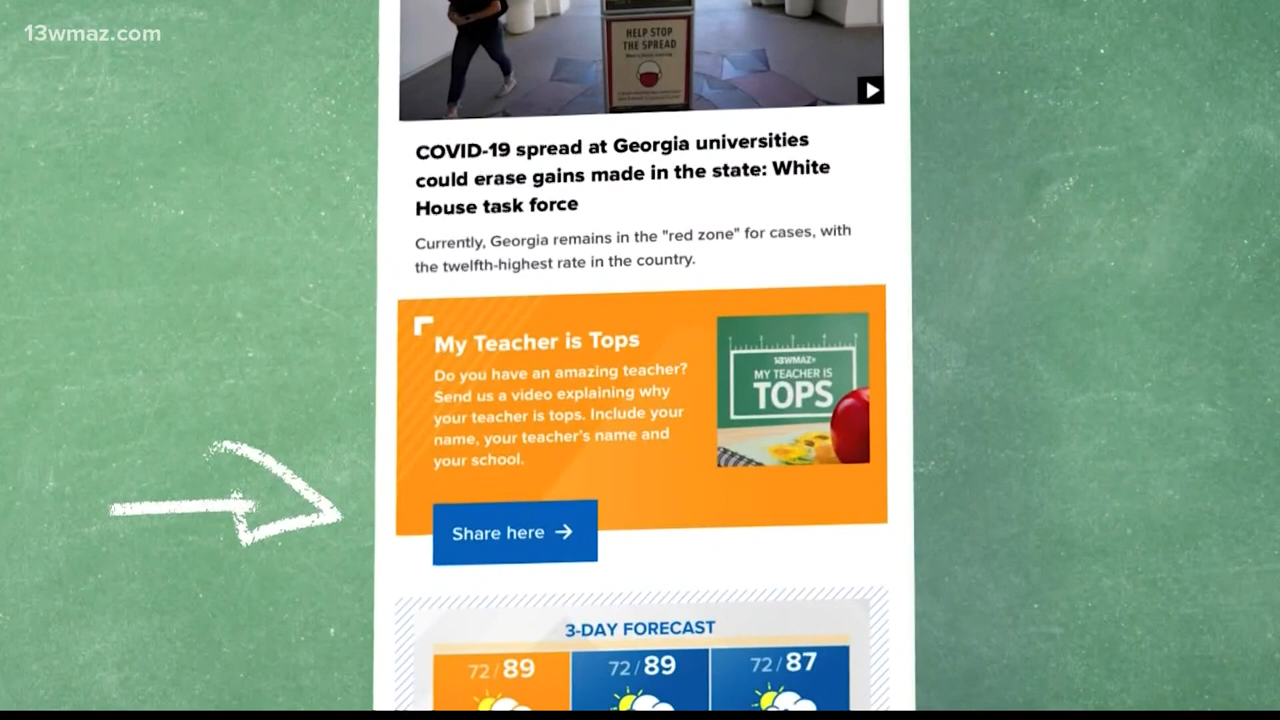 13wmaz.com
HELP STOP
THE SPREAD
COVID-19 spread at Georgia universities
could erase gains made in the state: White
House task force
Currently, Georgia remains in the "red zone" for cases, with
the twelfth-highest rate in the country.
My Teacher is Tops
Do you have an amazing teacher?
Send us a video explaining why
your teacher is tops. Include your
name, your teacher's name and
your school.
13WMAZ
MY TEACHER IS
TOPS
Share here
3-DAY FORECAST
72/89 72/89 72/87